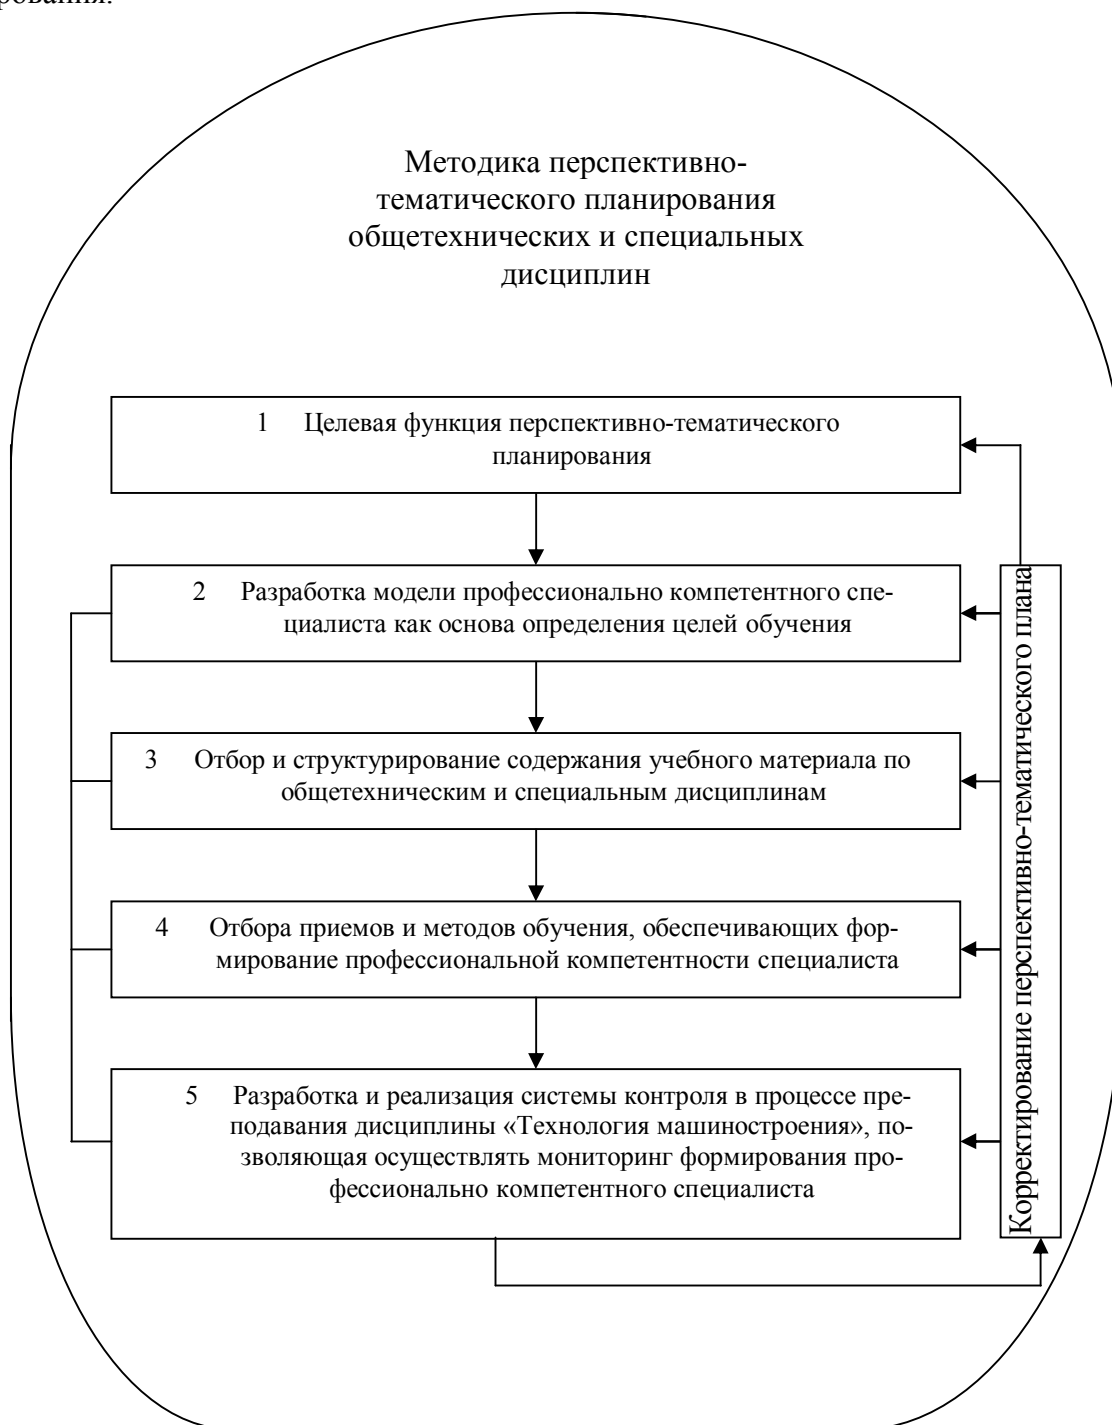 рования.
Методика перспективно-
тематического планирования
общетехнических и специальных
дисциплин
1 Целевая функция перспективно-тематического
планирования
2 Разработка модели профессионально компетентного спе-
циалиста как основа определения целей обучения
3 Отбор и структурирование содержания учебного материала по
общетехническим и специальным дисциплинам
4 Отбора приемов и методов обучения, обеспечивающих фор-
мирование профессиональной компетентности специалиста
5 Разработка и реализация системы контроля в процессе пре-
подавания дисциплины «Технология машиностроения», по-
зволяющая осуществлять мониторинг формирования про-
фессионально компетентного специалиста
Корректирование перспективно-тематического плана